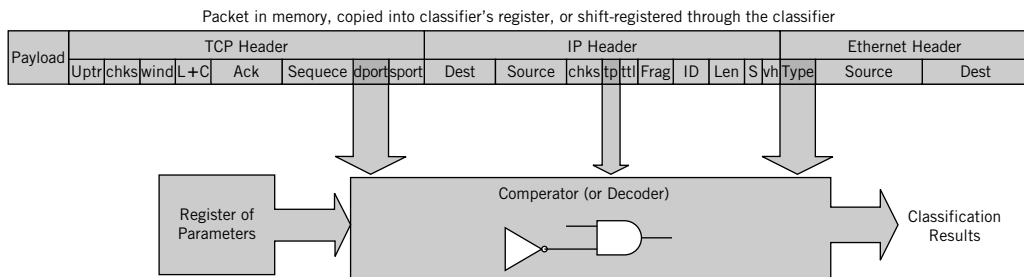 Packet in memory, copied into classifier's register, or shift-registered through the classifier
Payload
TCP Header
IP Header
Ethernet Header
Uptr chks wind L+C Ack Sequece dport sport Dest Source chks tp ttl Frag ID Len S vh Type Source Dest
Register of
Parameters
Comperator (or Decoder)
Classification
Results